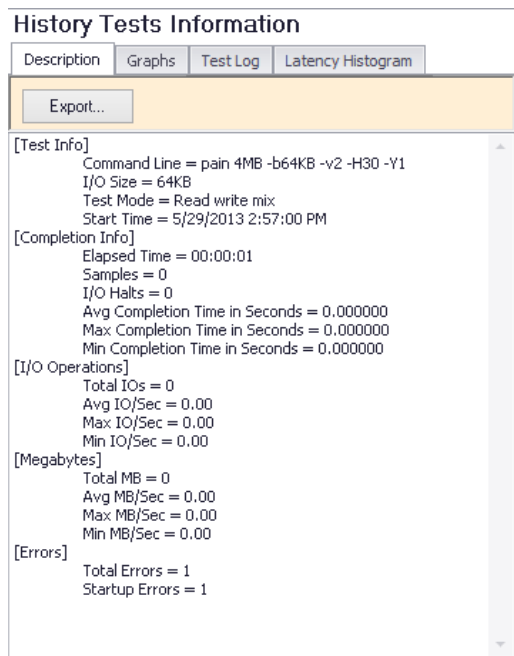 History Tests Information
Description Graphs Test Log Latency Histogram
Export...
[Test Info]
Command Line = pain 4MB -b64KB -v2 -H30 -Y1
I/O Size = 64KB
Test Mode = Read write mix
Start Time = 5/29/2013 2:57:00 PM
[Completion Info]
Elapsed Time = 00:00:01
Samples = 0
I/O Halts = 0
Avg Completion Time in Seconds = 0.000000
Max Completion Time in Seconds = 0.000000
Min Completion Time in Seconds = 0.000000
[I/O Operations]
Total IOs = 0
Avg IO/Sec = 0.00
Max IO/Sec = 0.00
Min IO/Sec = 0.00
[Megabytes]
Total MB = 0
Avg MB/Sec = 0.00
Max MB/Sec = 0.00
Min MB/Sec = 0.00
[Errors]
Total Errors = 1
Startup Errors = 1